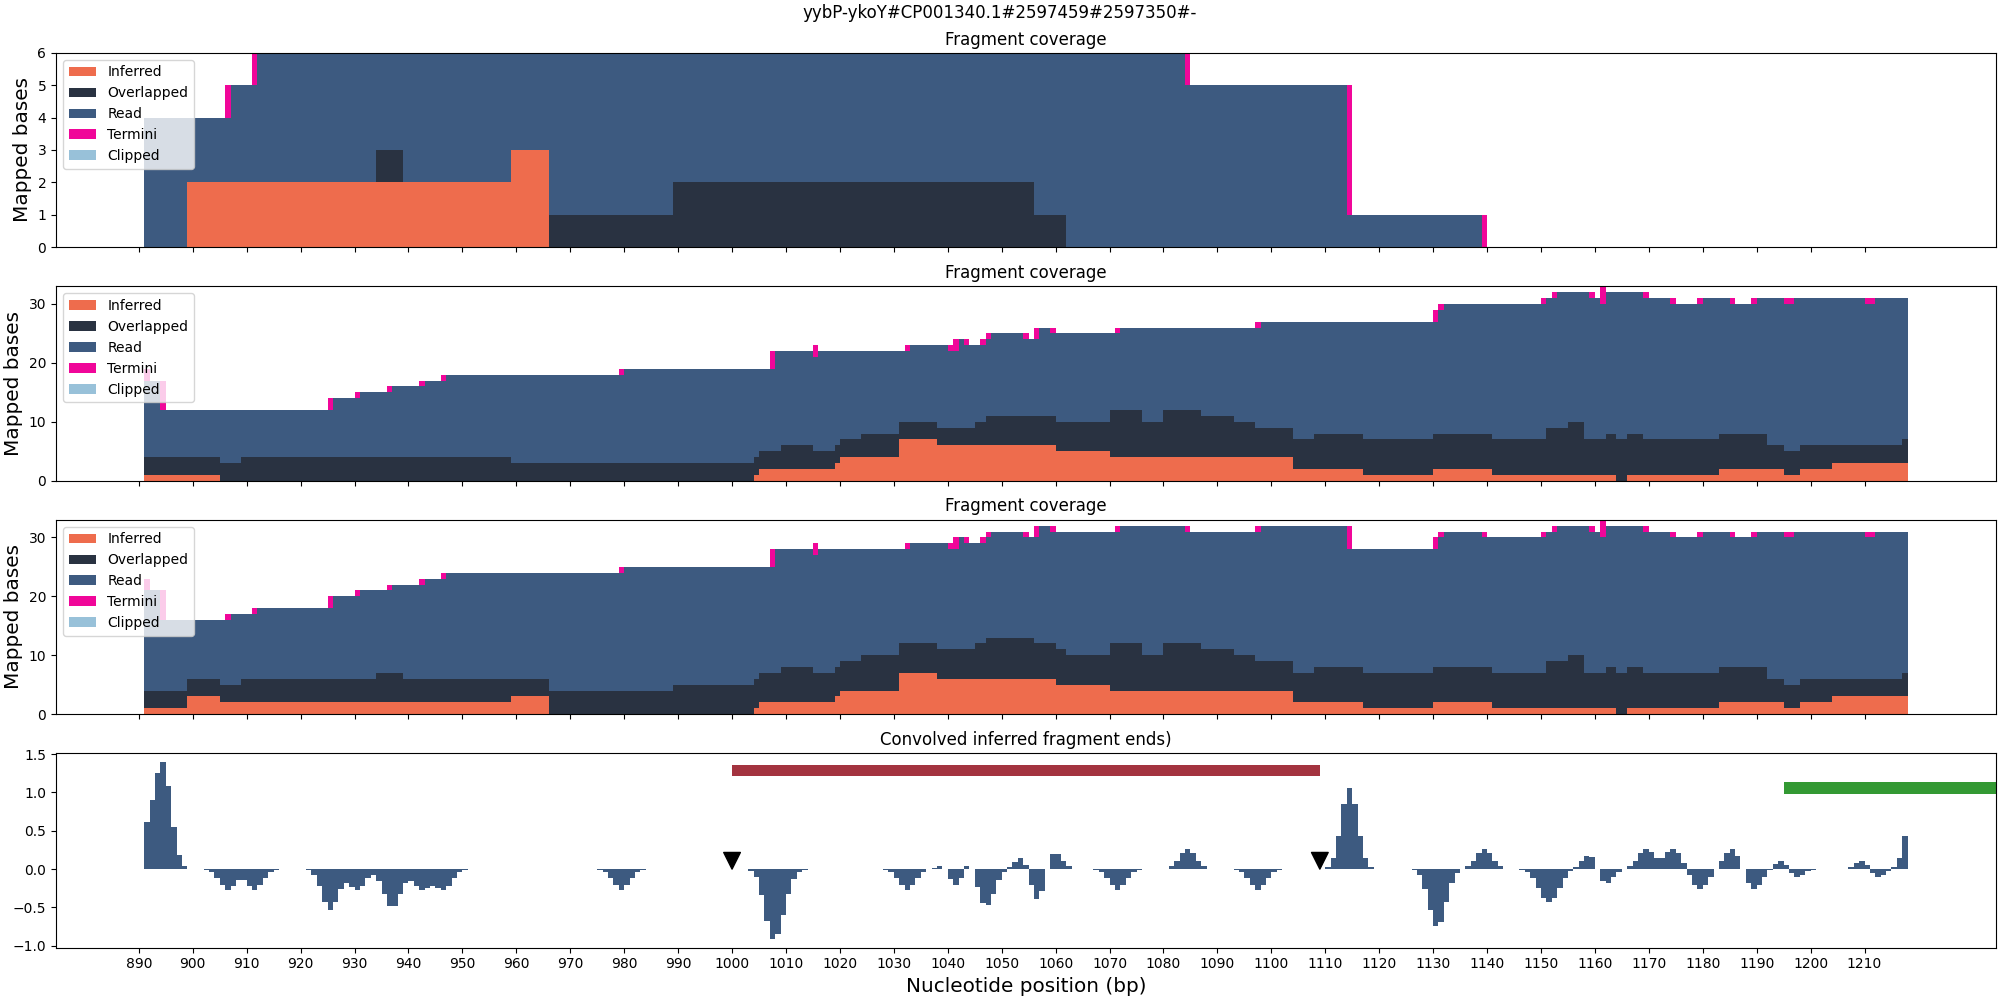 yybP-ykoY#CP001340.1#2597459#2597350#-
Fragment coverage
Mapped bases
6
5
4
3
2
1
0
Inferred
Overlapped
Read
Termini
Clipped
Fragment coverage
Mapped bases
30
20
10
0
Inferred
Overlapped
Read
Termini
Clipped
Fragment coverage
Mapped bases
30
20
10
0
Inferred
Overlapped
Read
Termini
Clipped
Convolved inferred fragment ends)
1.5
1.0
0.5
0.0
−0.5
−1.0
890 900 910 920 930 940 950 960 970 980 990 1000 1010 1020 1030 1040 1050 1060 1070 1080 1090 1100 1110 1120 1130 1140 1150 1160 1170 1180 1190 1200 1210
Nucleotide position (bp)